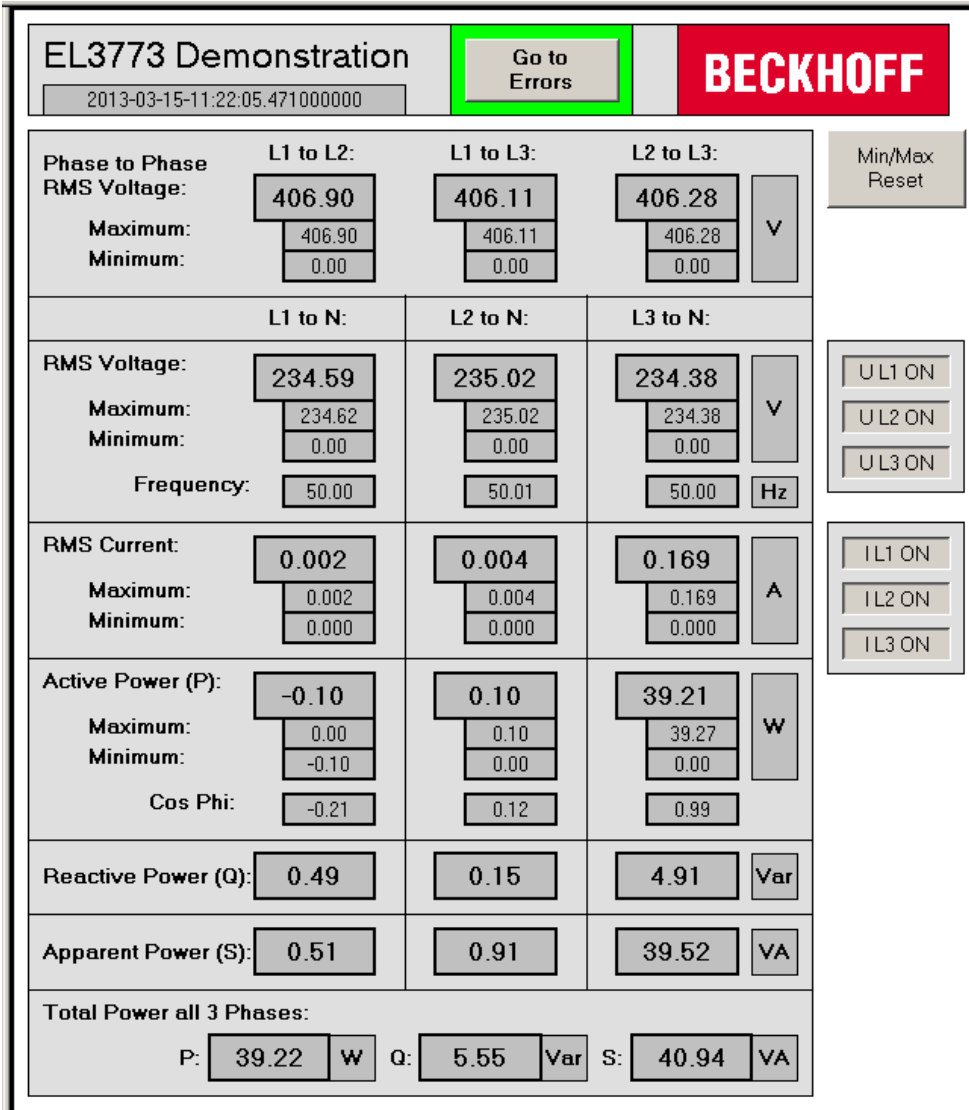 EL3773 Demonstration
2013-03-15-11:22:05.471000000
Go to
Errors
BECKHOFF
Min/Max
Reset
Phase to Phase
RMS Voltage:
L1 to L2: L1 to L3: L2 to L3:
406.90 406.11 406.28 V
Maximum: 406.90 406.11 406.28
Minimum: 0.00 0.00 0.00
L1 to N: L2 to N: L3 to N:
RMS Voltage: 234.59 235.02 234.38 V
Maximum: 234.62 235.02 234.38
Minimum: 0.00 0.00 0.00
Frequency: 50.00 50.01 50.00 Hz
U L1 ON
U L2 ON
U L3 ON
RMS Current: 0.002 0.004 0.169 A
Maximum: 0.002 0.004 0.169
Minimum: 0.000 0.000 0.000
I L1 ON
I L2 ON
I L3 ON
Active Power (P): -0.10 0.10 39.21 W
Maximum: 0.00 0.10 39.27
Minimum: -0.10 0.00 0.00
Cos Phi: -0.21 0.12 0.99
Reactive Power (Q): 0.49 0.15 4.91 Var
Apparent Power (S): 0.51 0.91 39.52 VA
Total Power all 3 Phases:
P: 39.22 W Q: 5.55 Var S: 40.94 VA